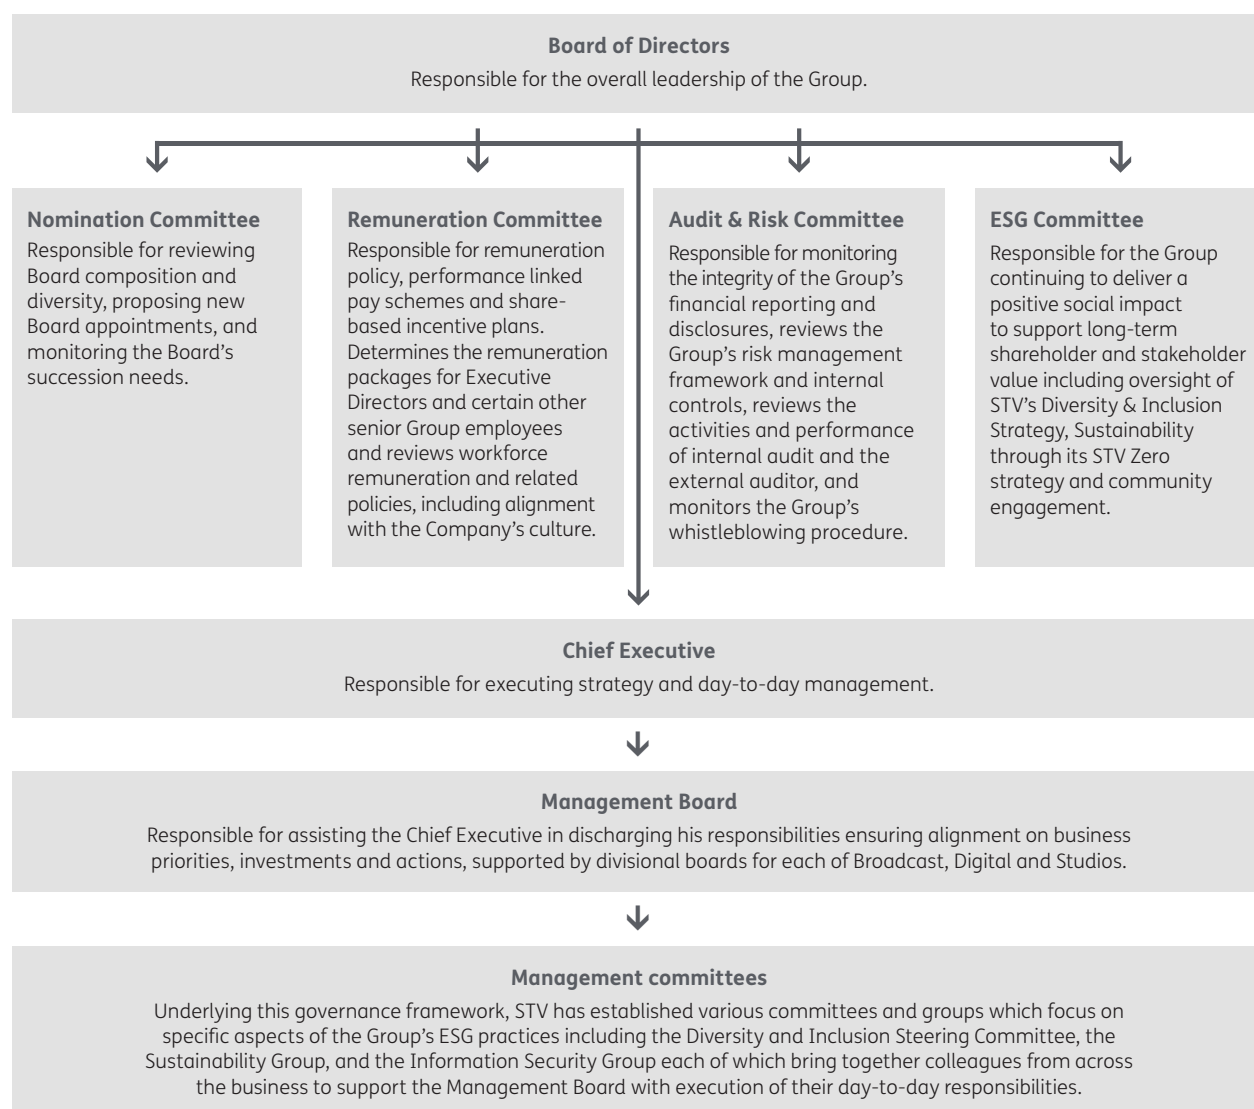 Board of Directors
Responsible for the overall leadership of the Group.
Nomination Committee
Responsible for reviewing
Board composition and
diversity, proposing new
Board appointments, and
monitoring the Board’s
succession needs.
Remuneration Committee
Responsible for remuneration
policy, performance linked
pay schemes and share-
based incentive plans.
Determines the remuneration
packages for Executive
Directors and certain other
senior Group employees
and reviews workforce
remuneration and related
policies, including alignment
with the Company’s culture.
Audit & Risk Committee
Responsible for monitoring
the integrity of the Group’s
financial reporting and
disclosures, reviews the
Group’s risk management
framework and internal
controls, reviews the
activities and performance
of internal audit and the
external auditor, and
monitors the Group’s
whistleblowing procedure.
ESG Committee
Responsible for the Group
continuing to deliver a
positive social impact
to support long-term
shareholder and stakeholder
value including oversight of
STV’s Diversity & Inclusion
Strategy, Sustainability
through its STV Zero
strategy and community
engagement.
Chief Executive
Responsible for executing strategy and day-to-day management.
Management Board
Responsible for assisting the Chief Executive in discharging his responsibilities ensuring alignment on business
priorities, investments and actions, supported by divisional boards for each of Broadcast, Digital and Studios.
Management committees
Underlying this governance framework, STV has established various committees and groups which focus on
specific aspects of the Group’s ESG practices including the Diversity and Inclusion Steering Committee, the
Sustainability Group, and the Information Security Group each of which bring together colleagues from across
the business to support the Management Board with execution of their day-to-day responsibilities.